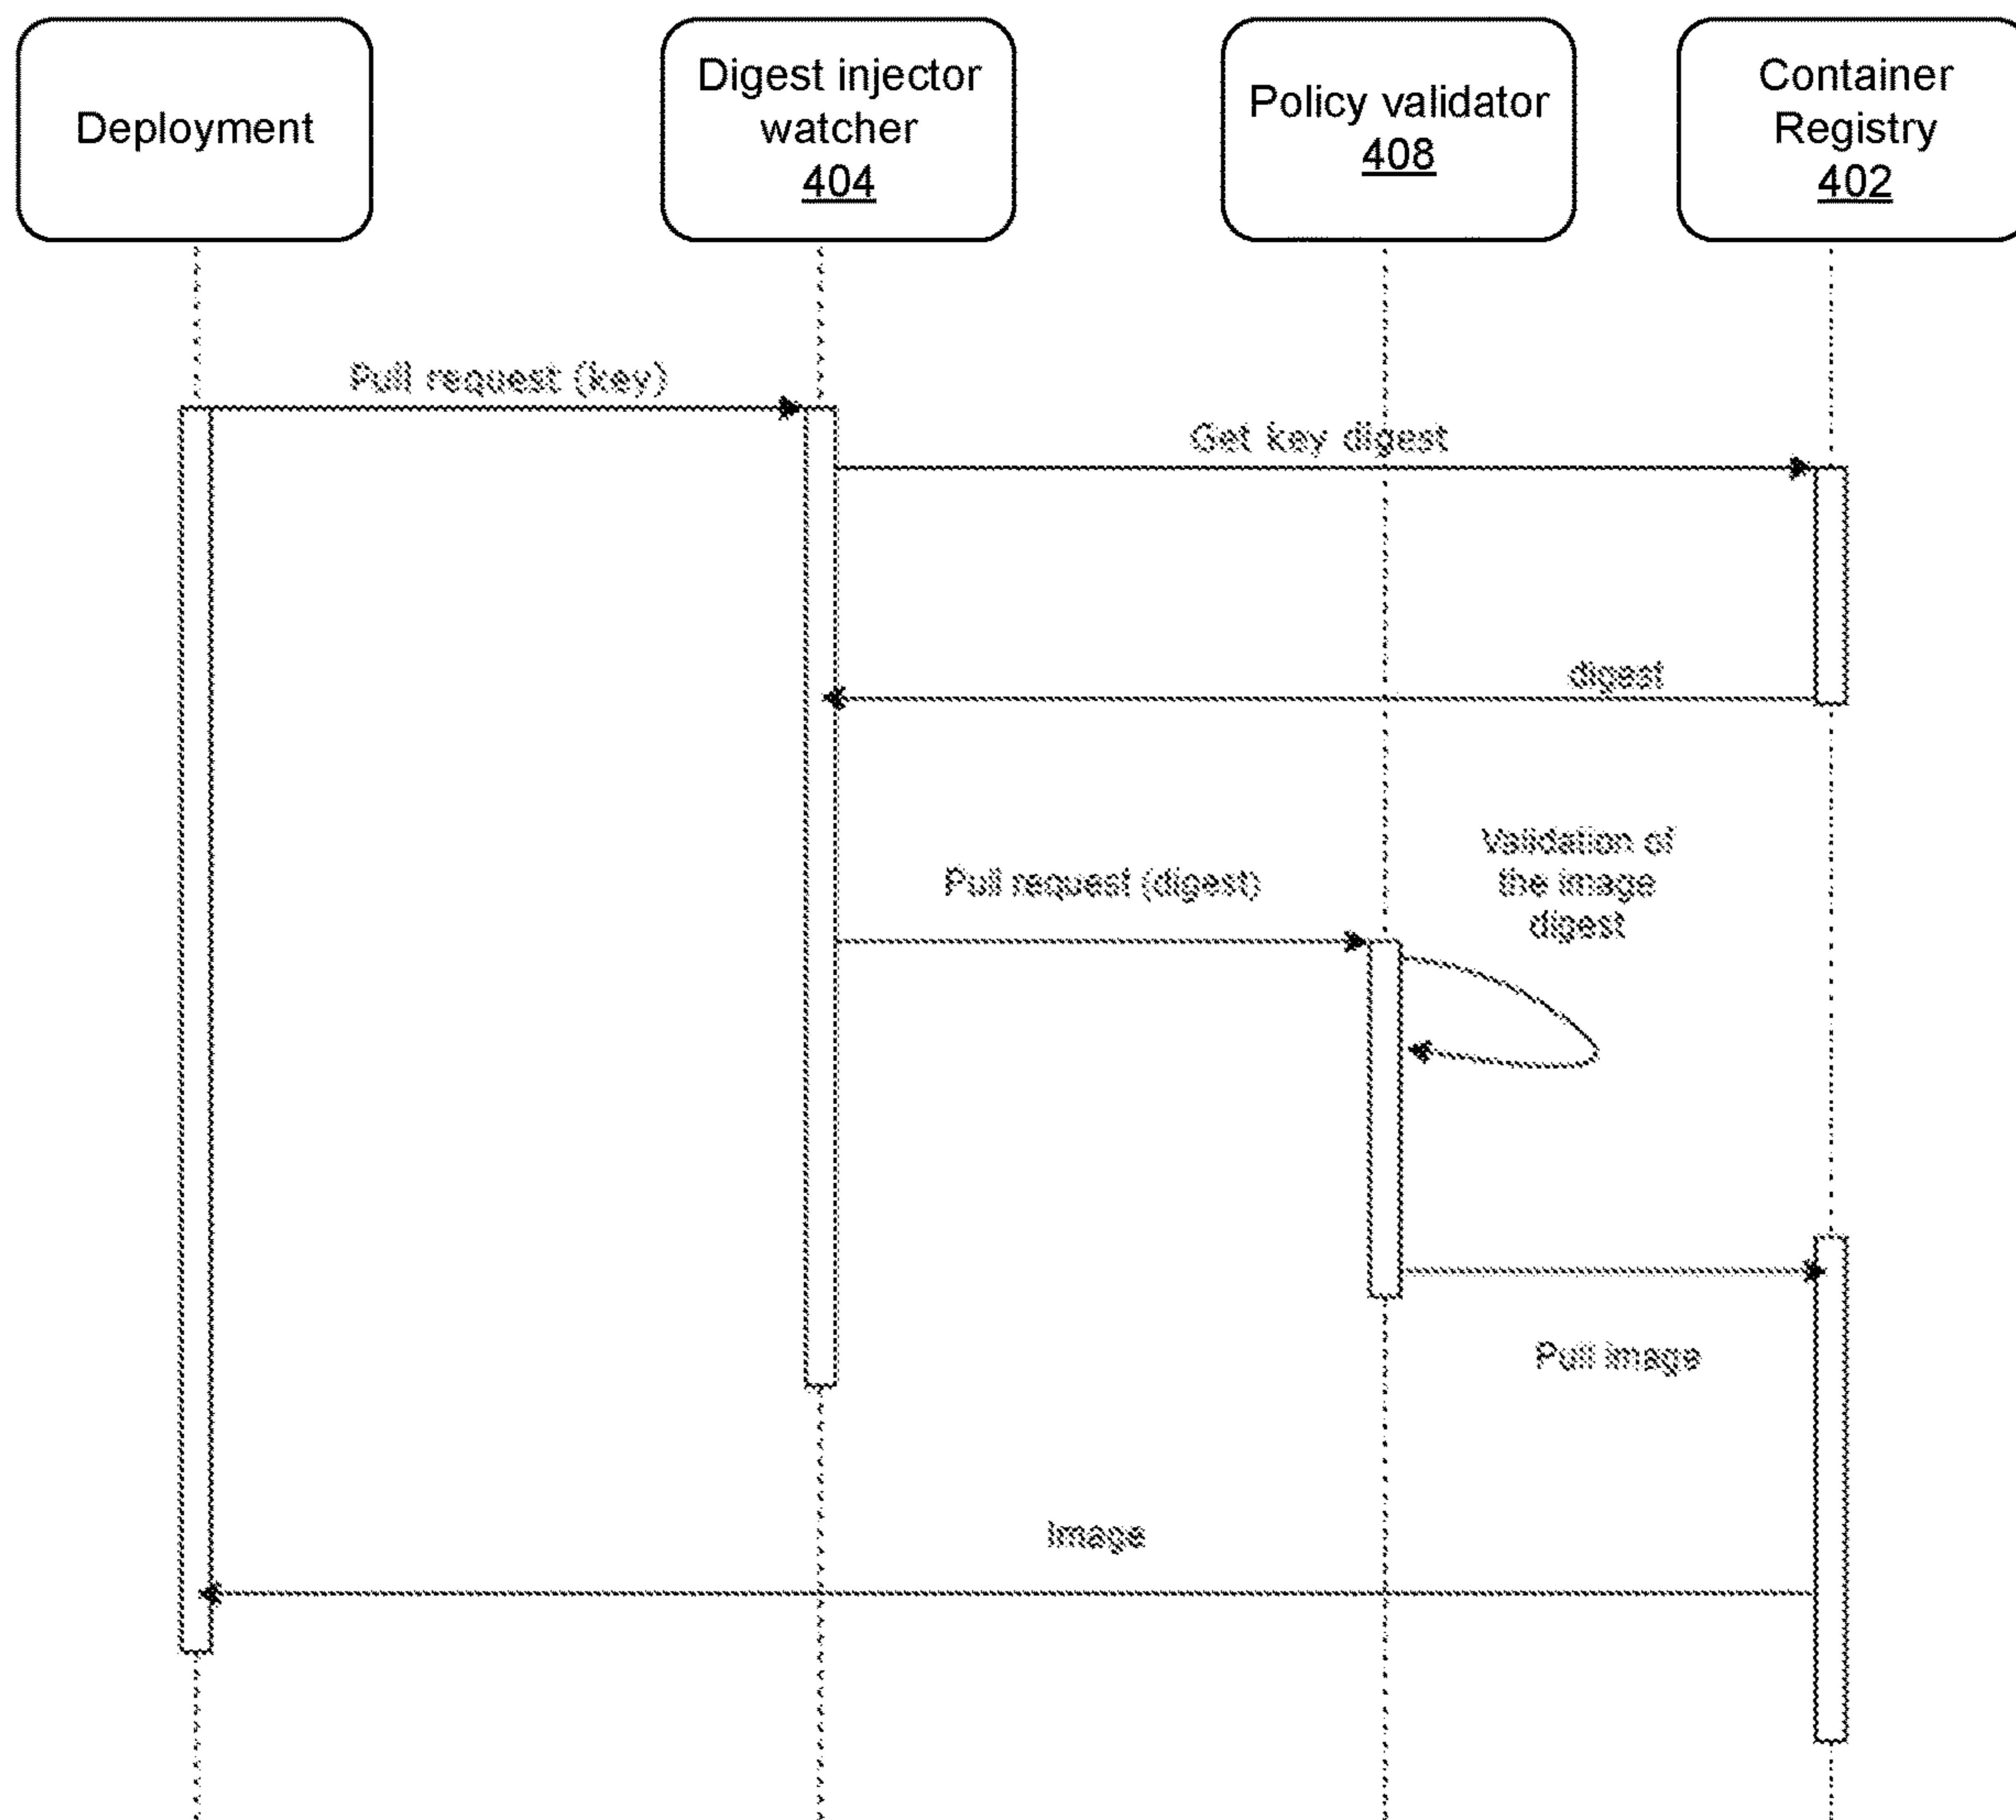 Deployment
Digest injector
watcher
404
Policy validator
408
Container
Registry
402
Pull request (key)
Get key digest
digest
Validation of
the image
digest
Pull request (digest)
Pull image
Image